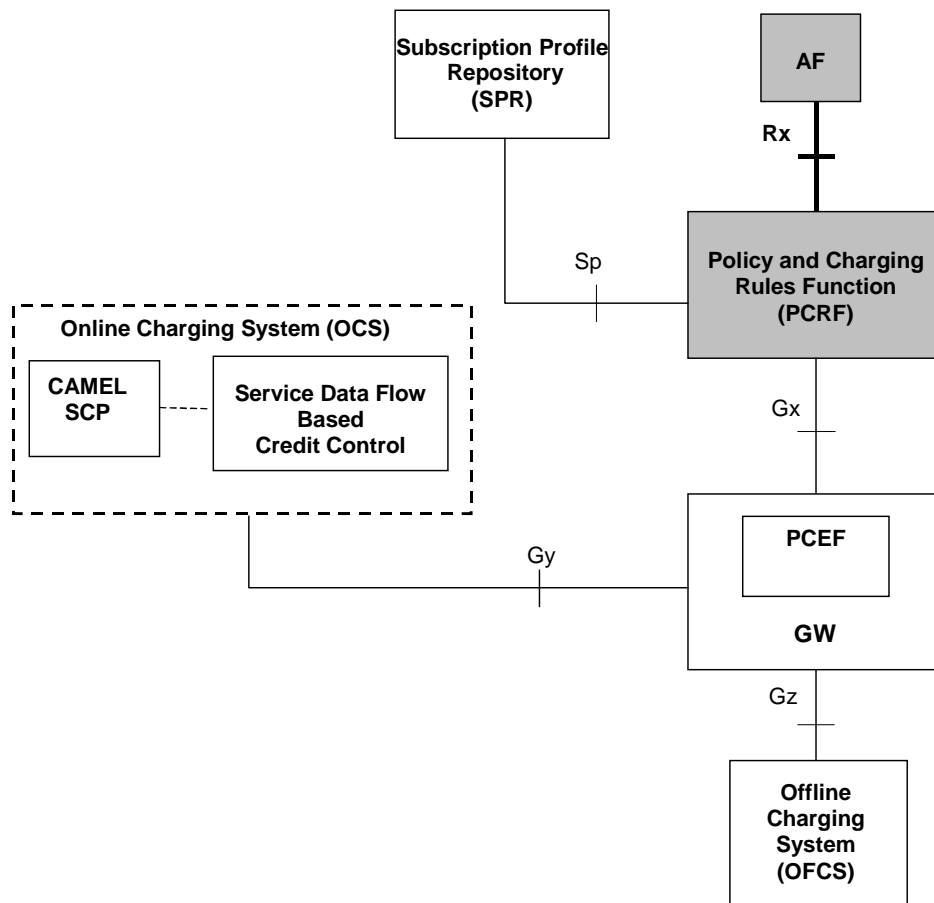 Subscription Profile
Repository
(SPR)
AF
Rx
Sp
Policy and Charging
Rules Function
(PCRF)
Online Charging System (OCS)
CAMEL
SCP
Service Data Flow
Based
Credit Control
Gx
PCEF
Gy
GW
Gz
Offline
Charging
System
(OFCS)